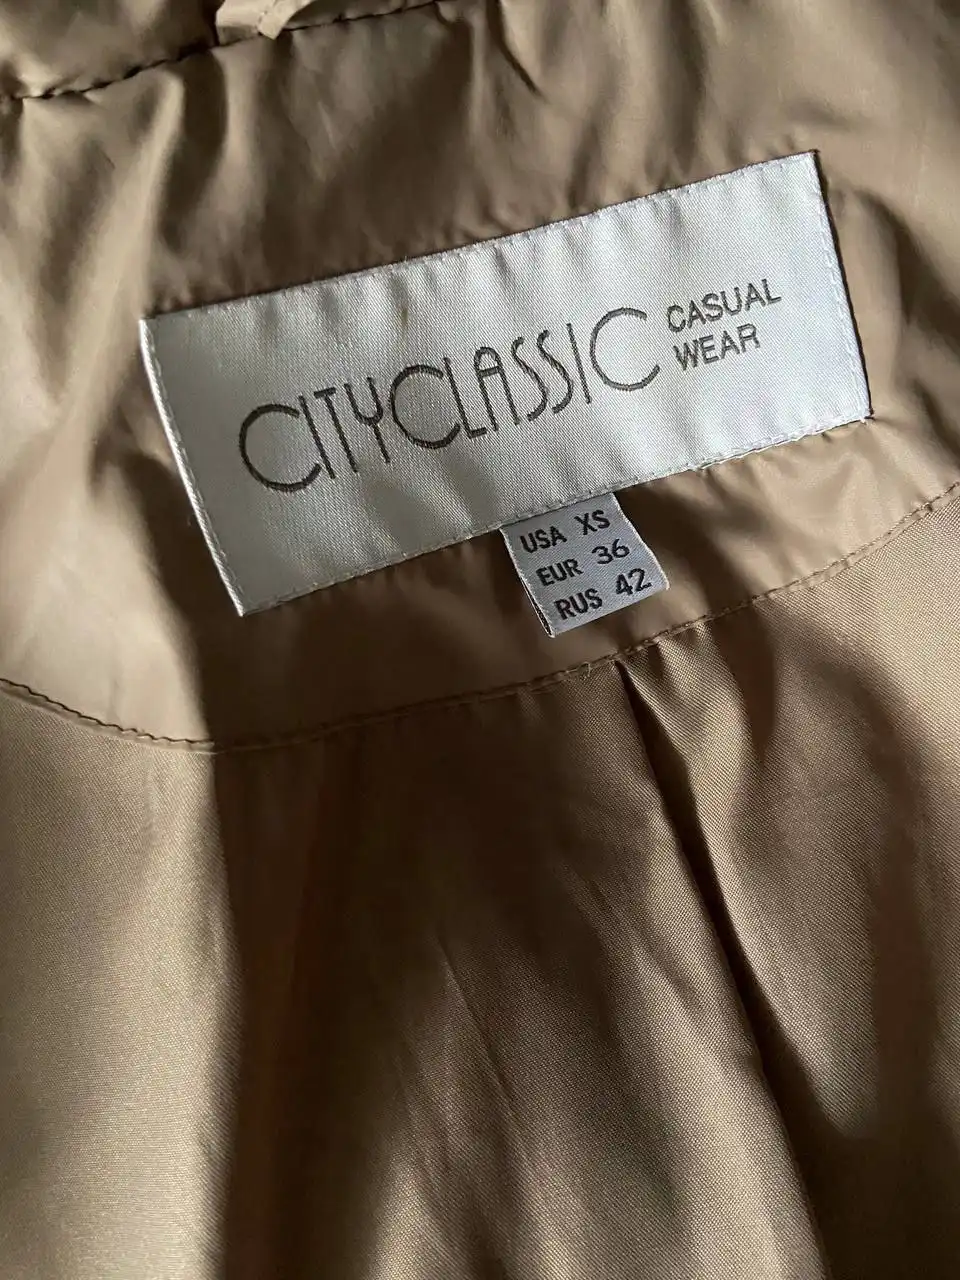 CITYCLASSIC CASUAL
WEAR
USA XS
EUR 36
RUS 42